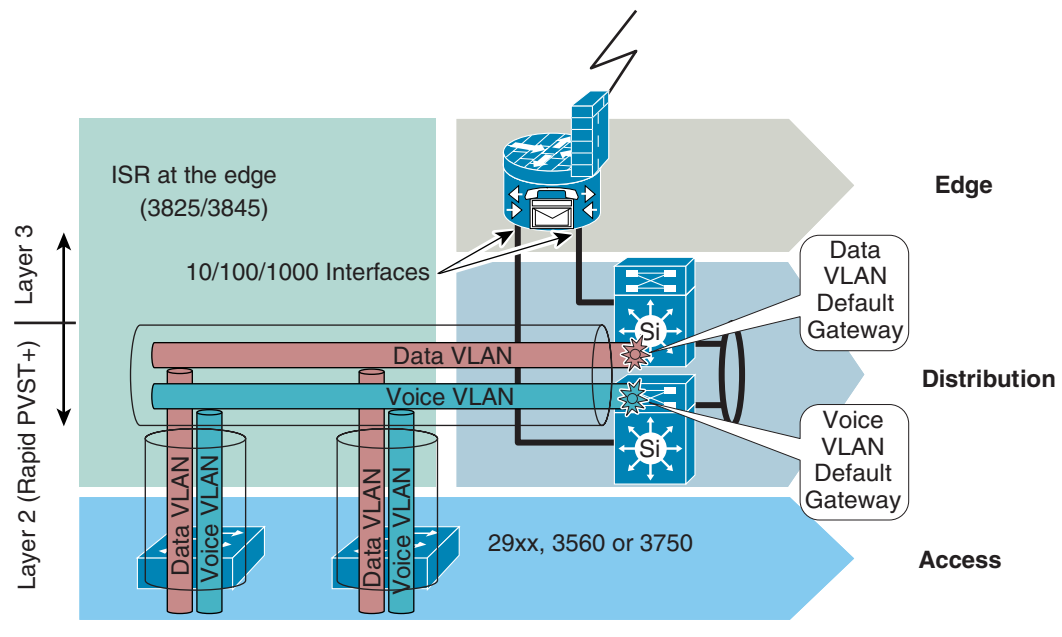 ISR at the edge
(3825/3845)
Edge
Layer 3
10/100/1000 Interfaces
Data
VLAN
Default
Gateway
Si
Data VLAN
Voice VLAN
Distribution
Si
Voice
VLAN
Default
Gateway
Layer 2 (Rapid PVST+)
Data VLAN
Voice VLAN
Data VLAN
Voice VLAN
29xx, 3560 or 3750
Access